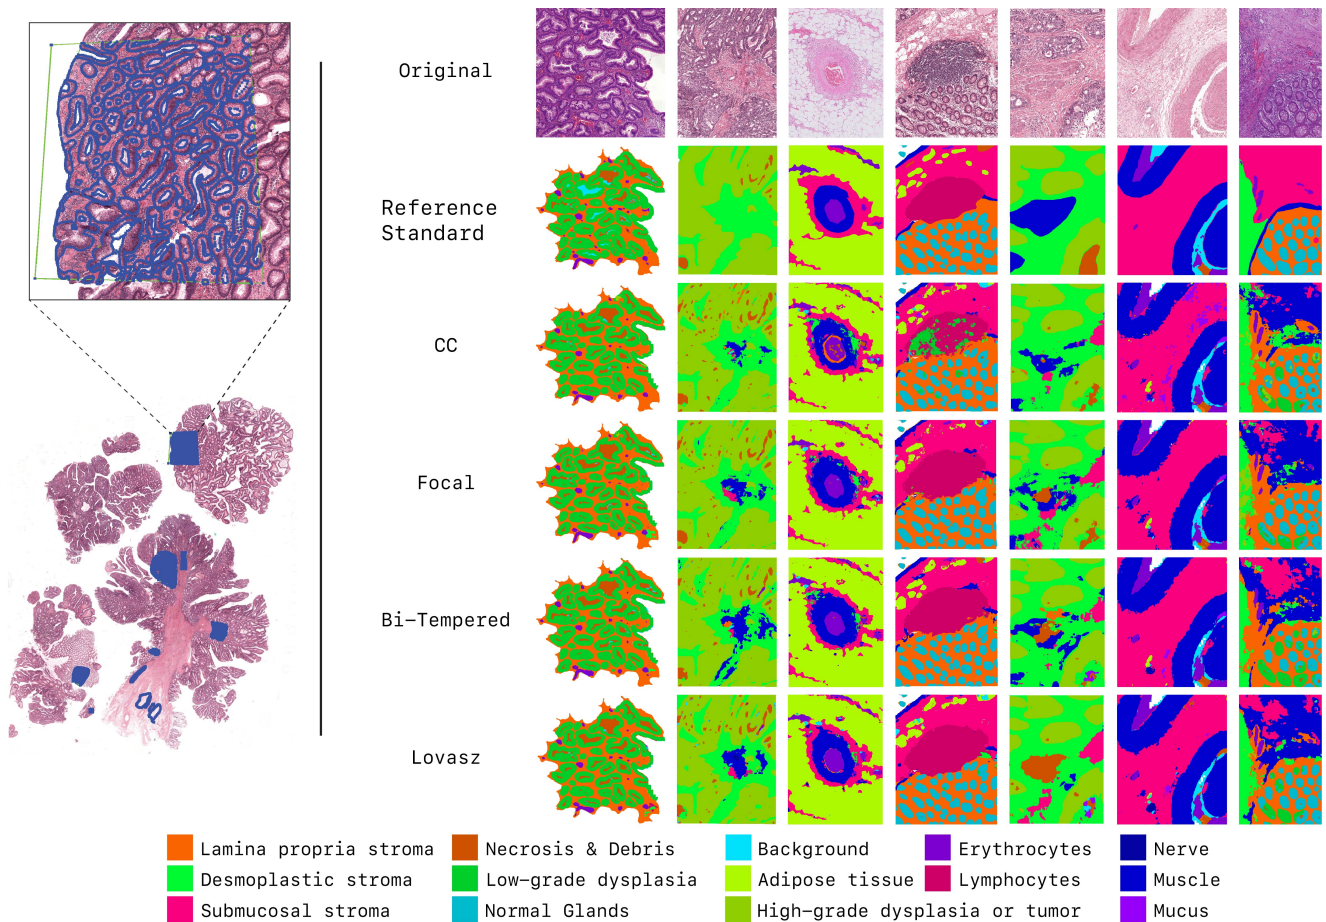 Original
Reference
Standard
CC
Focal
Bi-Tempered
Lovasz
Lamina propria stroma
Necrosis & Debris
Background
Erythrocytes
Nerve
Desmoplastic stroma
Low-grade dysplasia
Adipose tissue
Lymphocytes
Muscle
Submucosal stroma
Normal Glands
High-grade dysplasia or tumor
Mucus